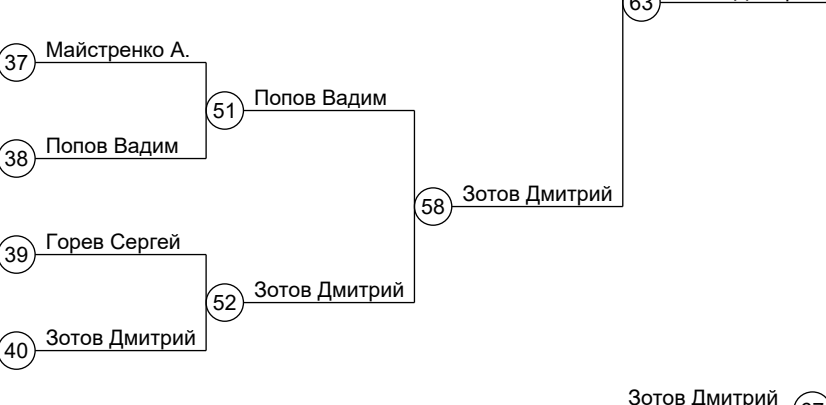 63
37 Майстренко А.
51 Попов Вадим
38 Попов Вадим
58 Зотов Дмитрий
39 Горев Сергей
52 Зотов Дмитрий
40 Зотов Дмитрий
Зотов Дмитрий